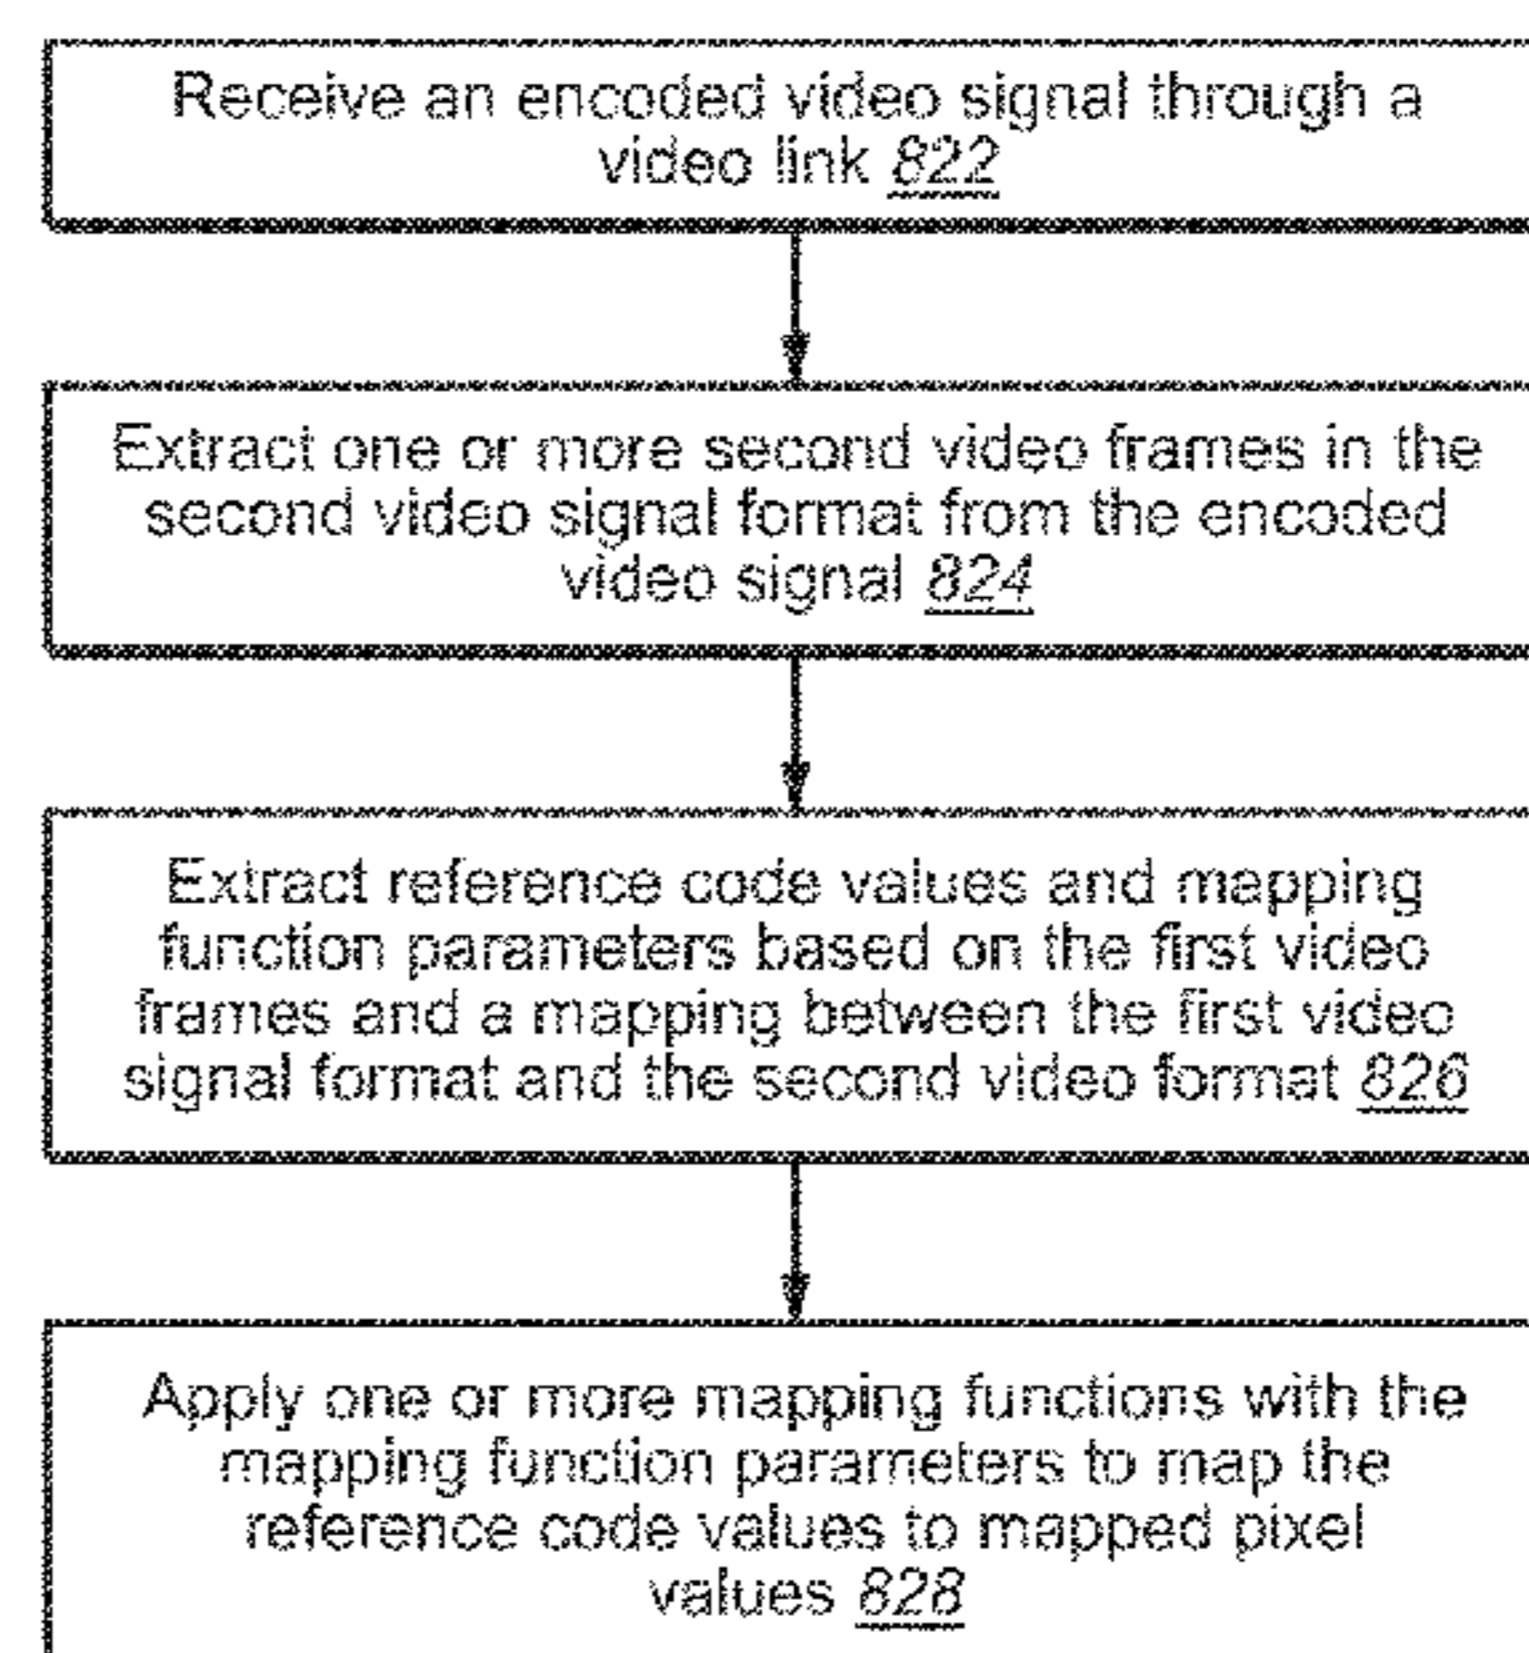 Receive an encoded video signal through a
video link 822
Extract one or more second video frames in the
second video signal format from the encoded
video signal 824
Extract reference code values and mapping
function parameters based on the first video
frames and a mapping between the first video
signal format and the second video format 826
Apply one or more mapping functions with the
mapping function parameters to map the
reference code values to mapped pixel
values 828